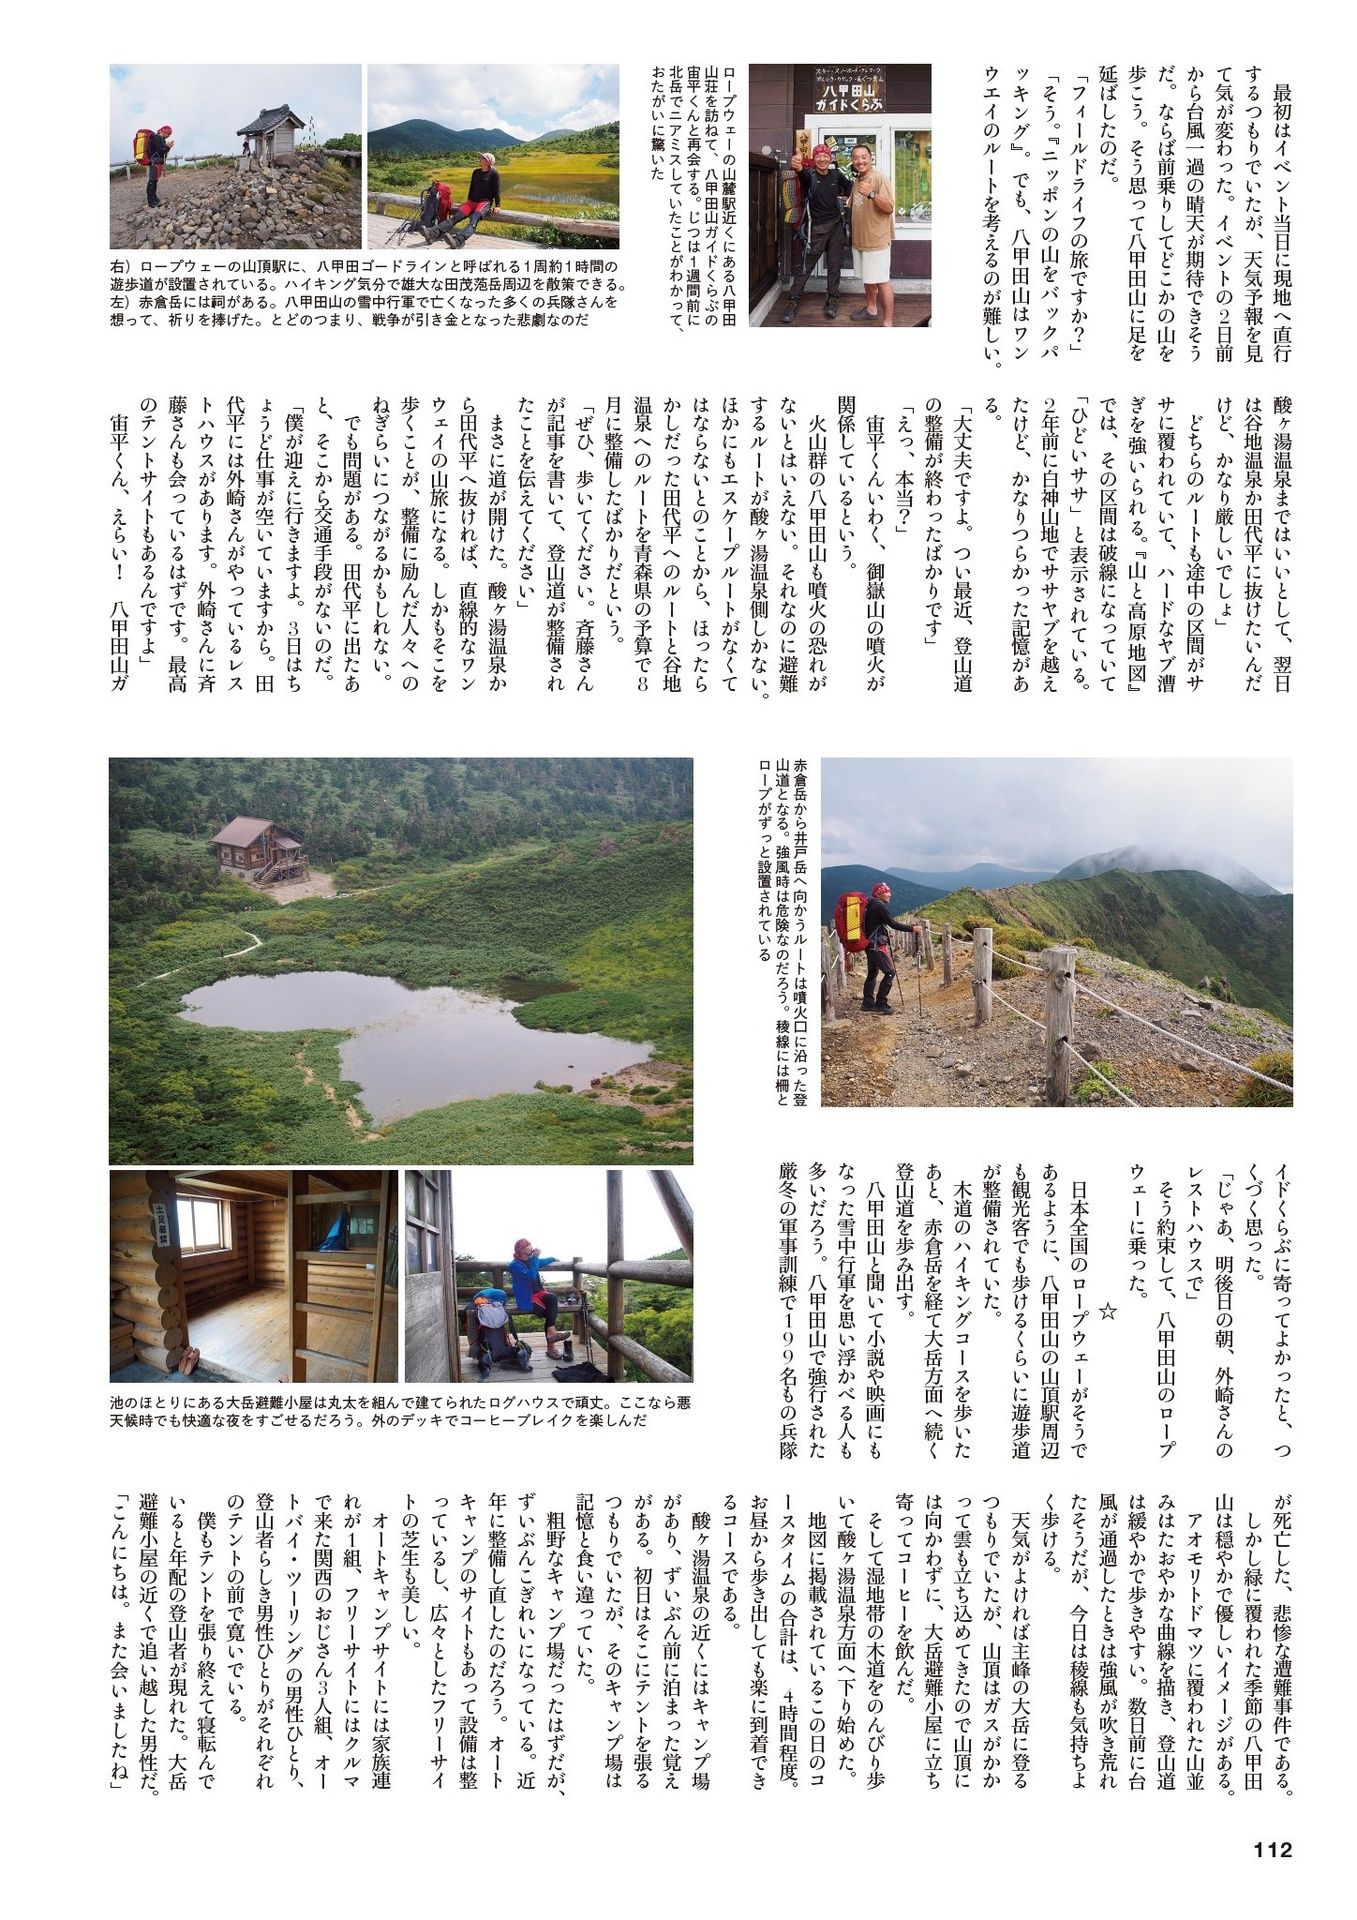 最初はイベント当日に現地へ直行
するつもりでいたが、天気予報を見
て気が変わった。イベントの2日前
から台風一過の晴天が期待できそう
だ。ならば前乗りしてどこかの山を
歩こう。そう思って八甲田山に足を
延ばしたのだ。
「フィールドライフの旅ですか?」
「そう。『ニッポンの山をバックパ
ッキング』。でも、八甲田山はワン
ウエイのルートを考えるのが難しい。
八甲田山
ガイドくらぶ
ロープウェーの山麓駅近くにある八甲田
山荘を訪ねて、八甲田山ガイドくらぶの
宙平くんと再会する。じつは1週間前に
北岳でニアミスしていたことがわかって、
おたがいに驚いた
右）ロープウェーの山頂駅に、八甲田ゴードラインと呼ばれる1周約1時間の
遊歩道が設置されている。ハイキング気分で雄大な田茂萢岳周辺を散策できる。
左）赤倉岳には祠がある。八甲田山の雪中行軍で亡くなった多くの兵隊さんを
想って、祈りを捧げた。とどのつまり、戦争が引き金となった悲劇なのだ
酸ヶ湯温泉まではいいとして、翌日
は谷地温泉か田代平に抜けたいんだ
けど、かなり厳しいでしょ」
どちらのルートも途中の区間がサ
サに覆われていて、ハードなヤブ漕
ぎを強いられる。『山と高原地図』
では、その区間は破線になっていて
「ひどいササ」と表示されている。
2年前に白神山地でササヤブを越え
たけど、かなりつらかった記憶があ
る。
「大丈夫ですよ。つい最近、登山道
の整備が終わったばかりです」
「えっ、本当?」
宙平くんいわく、御嶽山の噴火が
関係しているという。
火山群の八甲田山も噴火の恐れが
ないとはいえない。それなのに避難
するルートが酸ヶ湯温泉側しかない。
ほかにもエスケープルートがなくて
はならないとのことから、ほったら
かしだった田代平へのルートと谷地
温泉へのルートを青森県の予算で8
月に整備したばかりだという。
「ぜひ、歩いてください。斉藤さん
が記事を書いて、登山道が整備され
たことを伝えてください」
まさに道が開けた。酸ヶ湯温泉か
ら田代平へ抜ければ、直線的なワン
ウェイの山旅になる。しかもそこを
歩くことが、整備に励んだ人々への
ねぎらいにつながるかもしれない。
でも問題がある。田代平に出たあ
と、そこから交通手段がないのだ。
「僕が迎えに行きますよ。3日はち
ょうど仕事が空いていますから。田
代平には外崎さんがやっているレス
トハウスがあります。外崎さんに斉
藤さんも会っているはずです。最高
のテントサイトもあるんですよ」
宙平くん、えらい!　八甲田山ガ
赤倉岳から井戸岳へ向かうルートは噴火口に沿った登
山道となる。強風時は危険なのだろう。稜線には柵と
ロープがずっと設置されている
土足厳禁
池のほとりにある大岳避難小屋は丸太を組んで建てられたログハウスで頑丈。ここなら悪
天候時でも快適な夜をすごせるだろう。外のデッキでコーヒーブレイクを楽しんだ
イドくらぶに寄ってよかったと、つ
くづく思った。
「じゃあ、明後日の朝、外崎さんの
レストハウスで」
そう約束して、八甲田山のロープ
ウェーに乗った。
☆
日本全国のロープウェーがそうで
あるように、八甲田山の山頂駅周辺
も観光客でも歩けるくらいに遊歩道
が整備されていた。
木道のハイキングコースを歩いた
あと、赤倉岳を経て大岳方面へ続く
登山道を歩み出す。
八甲田山と聞いて小説や映画にも
なった雪中行軍を思い浮かべる人も
多いだろう。八甲田山で強行された
厳冬の軍事訓練で199名もの兵隊
が死亡した、悲惨な遭難事件である。
しかし緑に覆われた季節の八甲田
山は穏やかで優しいイメージがある。
アオモリトドマツに覆われた山並
みはたおやかな曲線を描き、登山道
は緩やかで歩きやすい。数日前に台
風が通過したときは強風が吹き荒れ
たそうだが、今日は稜線も気持ちよ
く歩ける。
天気がよければ主峰の大岳に登る
つもりでいたが、山頂はガスがかか
って雲も立ち込めてきたので山頂に
は向かわずに、大岳避難小屋に立ち
寄ってコーヒーを飲んだ。
そして湿地帯の木道をのんびり歩
いて酸ヶ湯温泉方面へ下り始めた。
地図に掲載されているこの日のコ
ースタイムの合計は、4時間程度。
お昼から歩き出しても楽に到着でき
るコースである。
酸ヶ湯温泉の近くにはキャンプ場
があり、ずいぶん前に泊まった覚え
がある。初日はそこにテントを張る
つもりでいたが、そのキャンプ場は
記憶と食い違っていた。
粗野なキャンプ場だったはずだが、
ずいぶんこぎれいになっている。近
年に整備し直したのだろう。オート
キャンプのサイトもあって設備は整
っているし、広々としたフリーサイ
トの芝生も美しい。
オートキャンプサイトには家族連
れが1組、フリーサイトにはクルマ
で来た関西のおじさん3人組、オー
トバイ・ツーリングの男性ひとり、
登山者らしき男性ひとりがそれぞれ
のテントの前で寛いでいる。
僕もテントを張り終えて寝転んで
いると年配の登山者が現れた。大岳
避難小屋の近くで追い越した男性だ。
「こんにちは。また会いましたね」
112